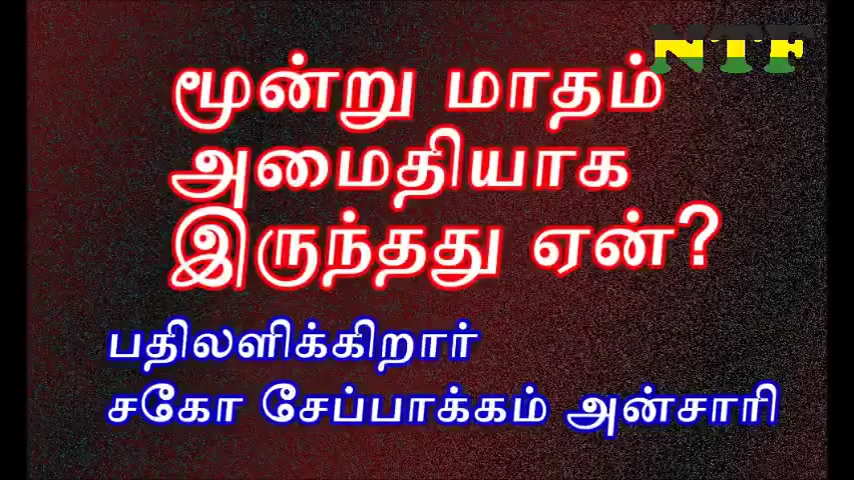 NTF
மூன்று மாதம்
அமைதியாக
இருந்தது ஏன்?
பதிலளிக்கிறார்
சகோ சேப்பாக்கம் அன்சாரி